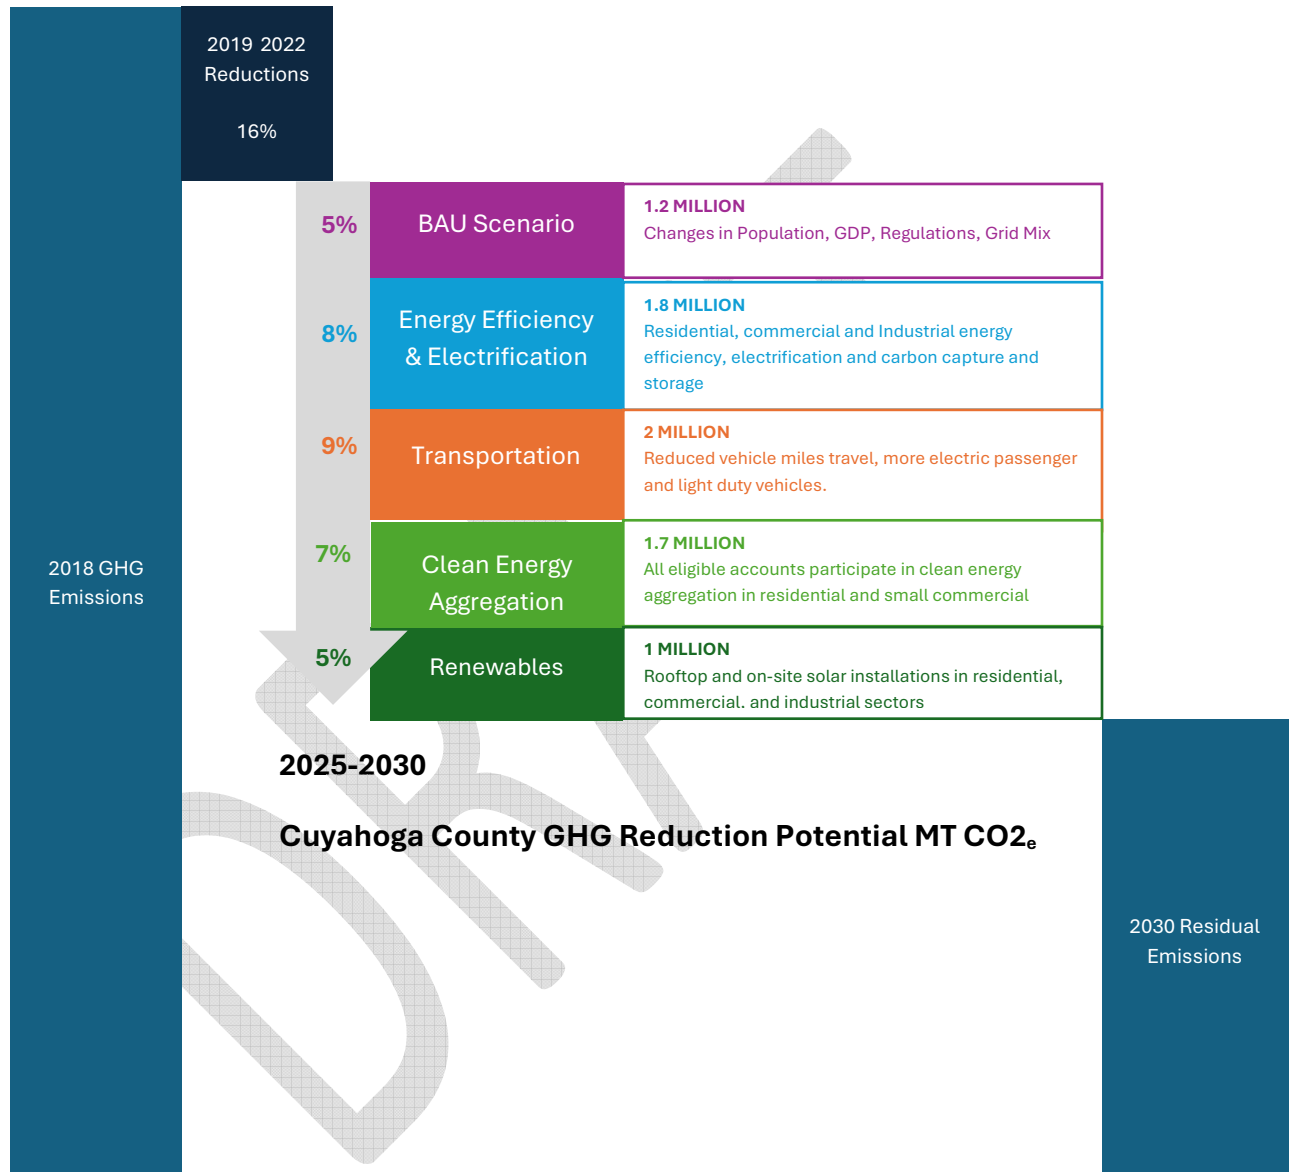 2019 2022
Reductions
16%
5%
BAU Scenario
1.2 MILLION
Changes in Population, GDP, Regulations, Grid Mix
8%
Energy Efficiency
& Electrification
1.8 MILLION
Residential, commercial and Industrial energy
efficiency, electrification and carbon capture and
storage
9%
Transportation
2 MILLION
Reduced vehicle miles travel, more electric passenger
and light duty vehicles.
7%
Clean Energy
Aggregation
1.7 MILLION
All eligible accounts participate in clean energy
aggregation in residential and small commercial
2018 GHG
Emissions
5%
Renewables
1 MILLION
Rooftop and on-site solar installations in residential,
commercial. and industrial sectors
2025-2030
Cuyahoga County GHG Reduction Potential MT CO2e
2030 Residual
Emissions
DRAFT